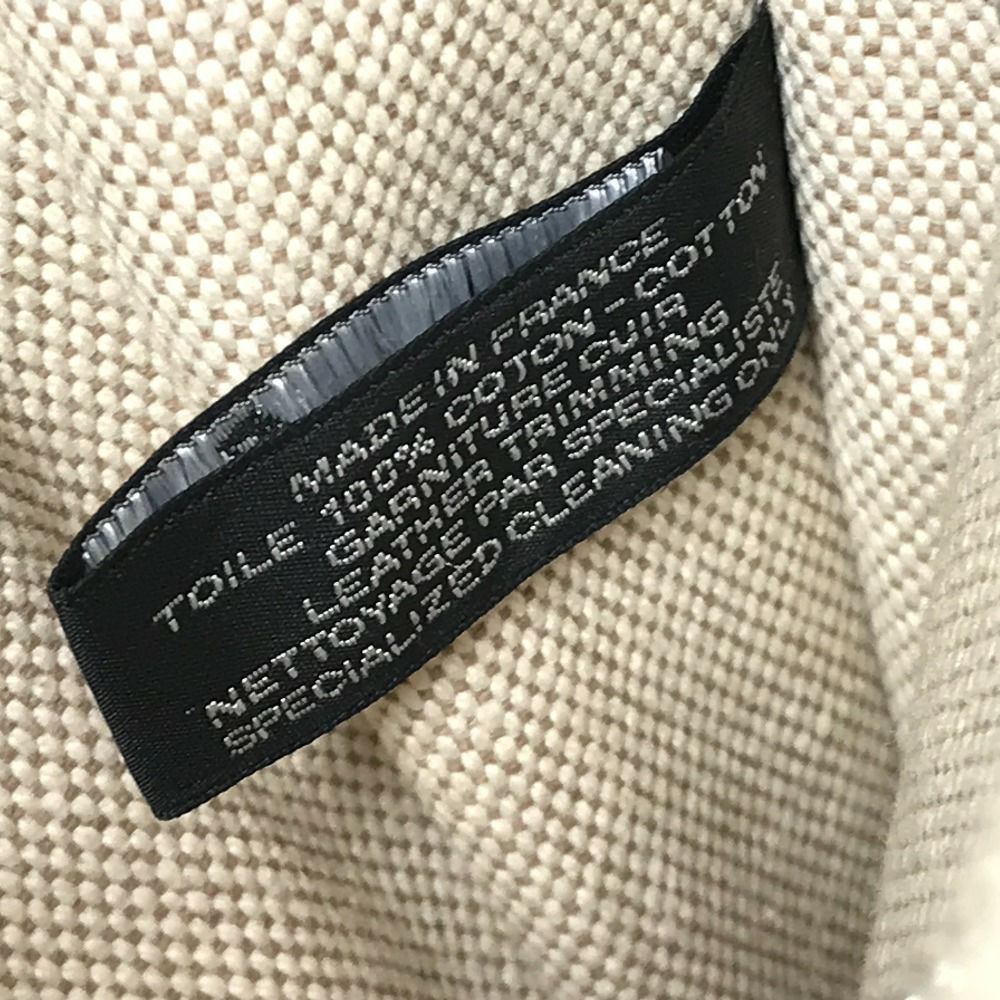 MADE IN FRANCE
TOILE 100% COTON - COTTON
GARNITURE CUIR
LEATHER TRIMMING
NETTOYAGE PAR SPECIALISTE
SPECIALIZED CLEANING ONLY